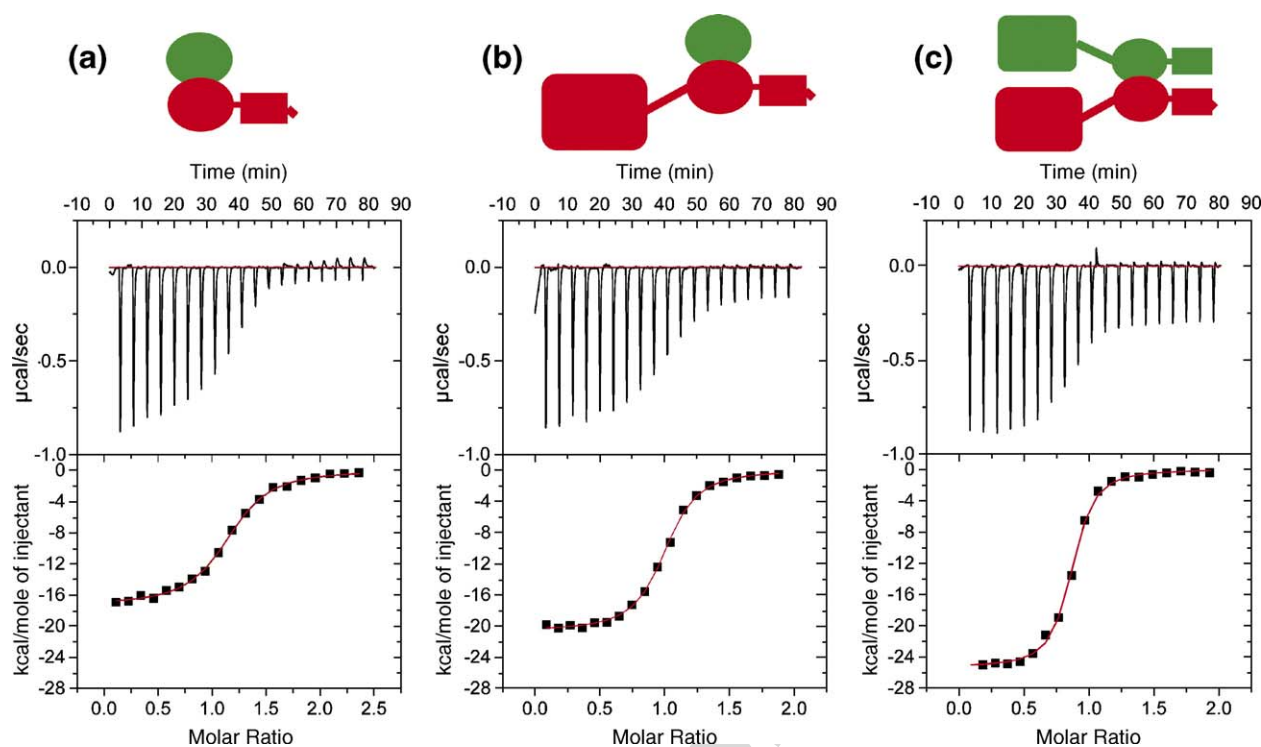 (a)
Time (min)
-10 0 10 20 30 40 50 60 70 80 90
0.0
-0.5
-1.0
µcal/sec
0
-4
-8
-12
-16
-20
-24
-28
kcal/mole of injectant
0.0 0.5 1.0 1.5 2.0 2.5
Molar Ratio
(b)
Time (min)
-10 0 10 20 30 40 50 60 70 80 90
0.0
-0.5
-1.0
µcal/sec
0
-4
-8
-12
-16
-20
-24
-28
kcal/mole of injectant
0.0 0.5 1.0 1.5 2.0
Molar Ratio
(c)
Time (min)
-10 0 10 20 30 40 50 60 70 80 90
0.0
-0.5
-1.0
µcal/sec
0
-4
-8
-12
-16
-20
-24
-28
kcal/mole of injectant
0.0 0.5 1.0 1.5 2.0
Molar Ratio